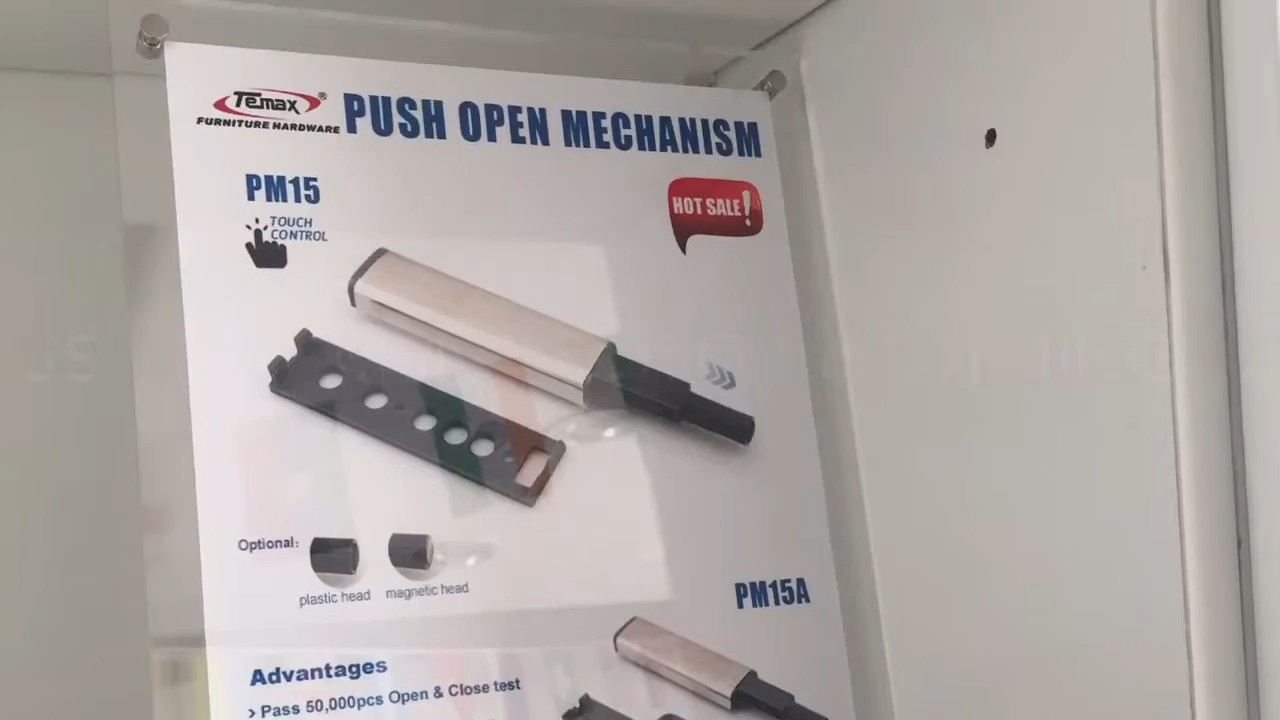 Temax®
FURNITURE HARDWARE
PUSH OPEN MECHANISM
PM15
TOUCH
CONTROL
HOT SALE!
Optional:
plastic head
magnetic head
PM15A
Advantages
› Pass 50,000pcs Open & Close test